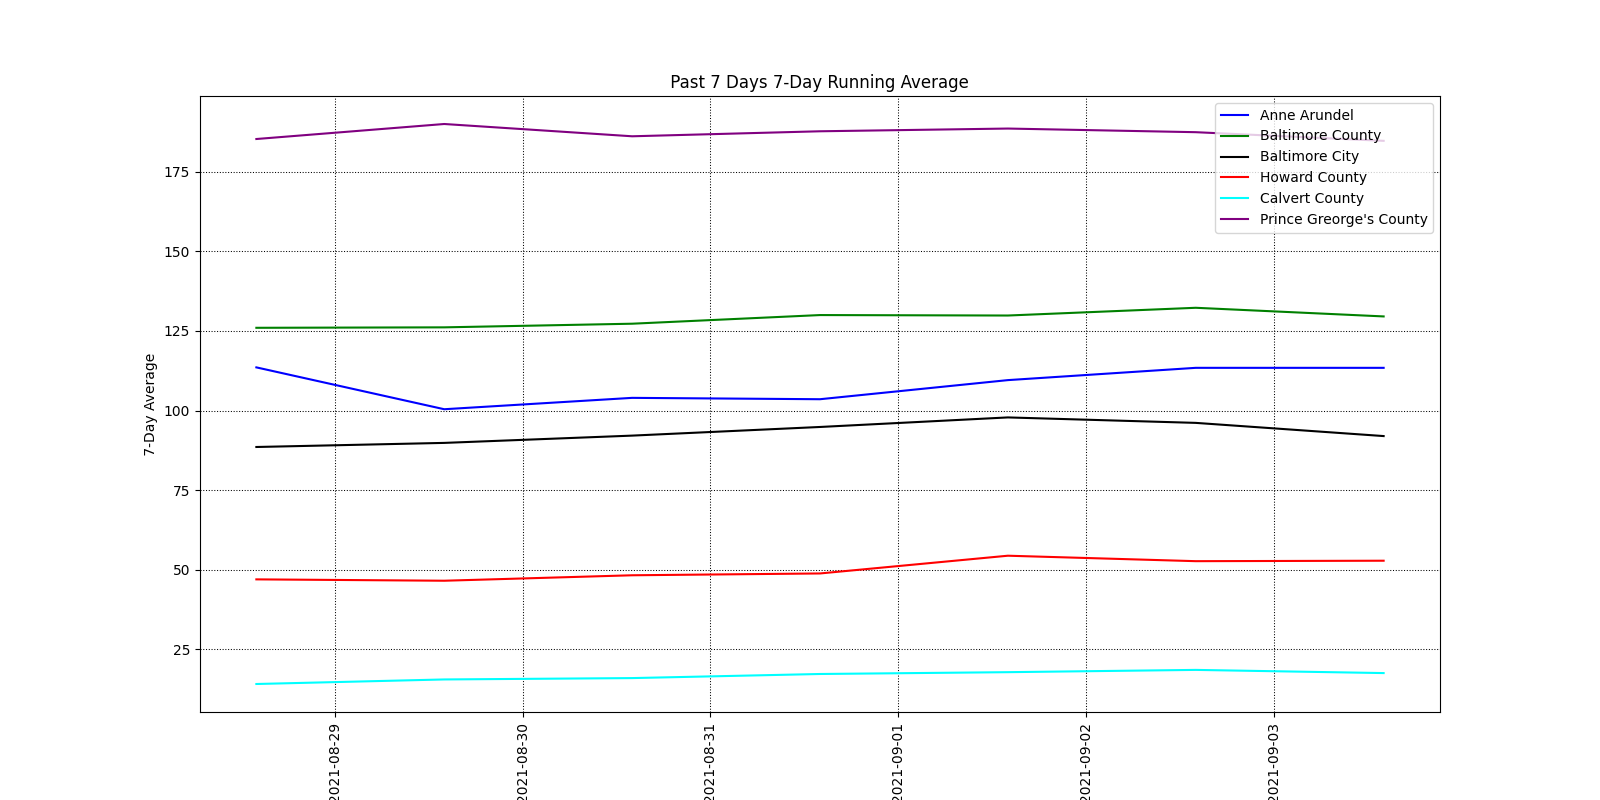 Past 7 Days 7-Day Running Average
Anne Arundel
Baltimore County
Baltimore City
Howard County
Calvert County
Prince Greorge's County
175
150
125
100
75
50
25
7-Day Average
2021-08-29
2021-08-30
2021-08-31
2021-09-01
2021-09-02
2021-09-03